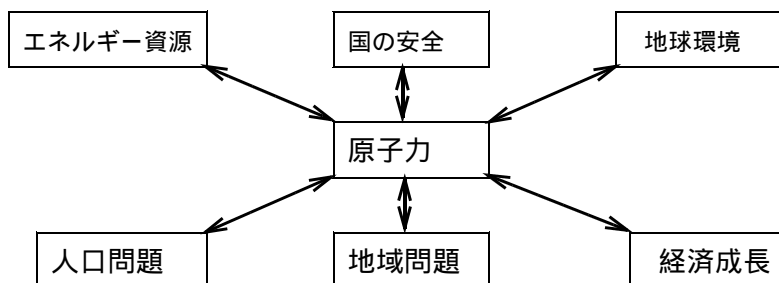 エネルギー資源
国の安全
地球環境
原子力
人口問題
地域問題
経済成長